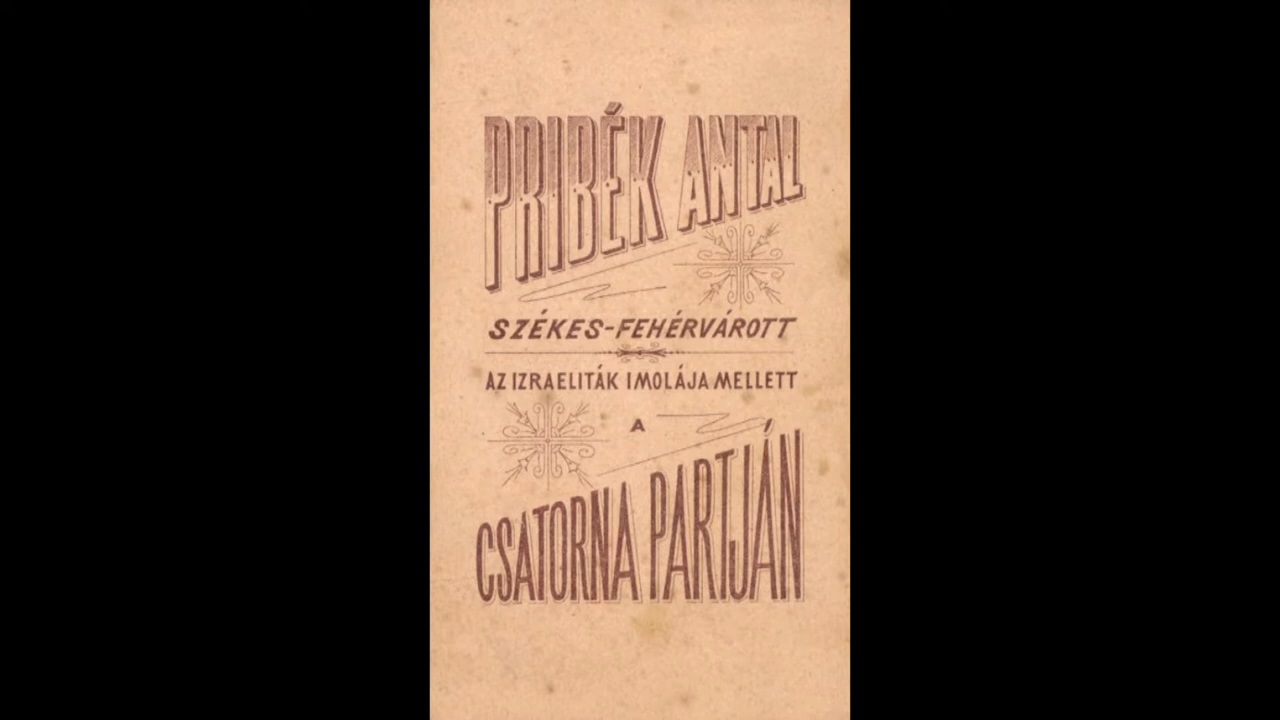 PRIBÉK ANTAL
SZÉKES-FEHÉRVÁROTT
AZ IZRAELITÁK IMOLÁJA MELLETT
A
CSATORNA PARTJÁN